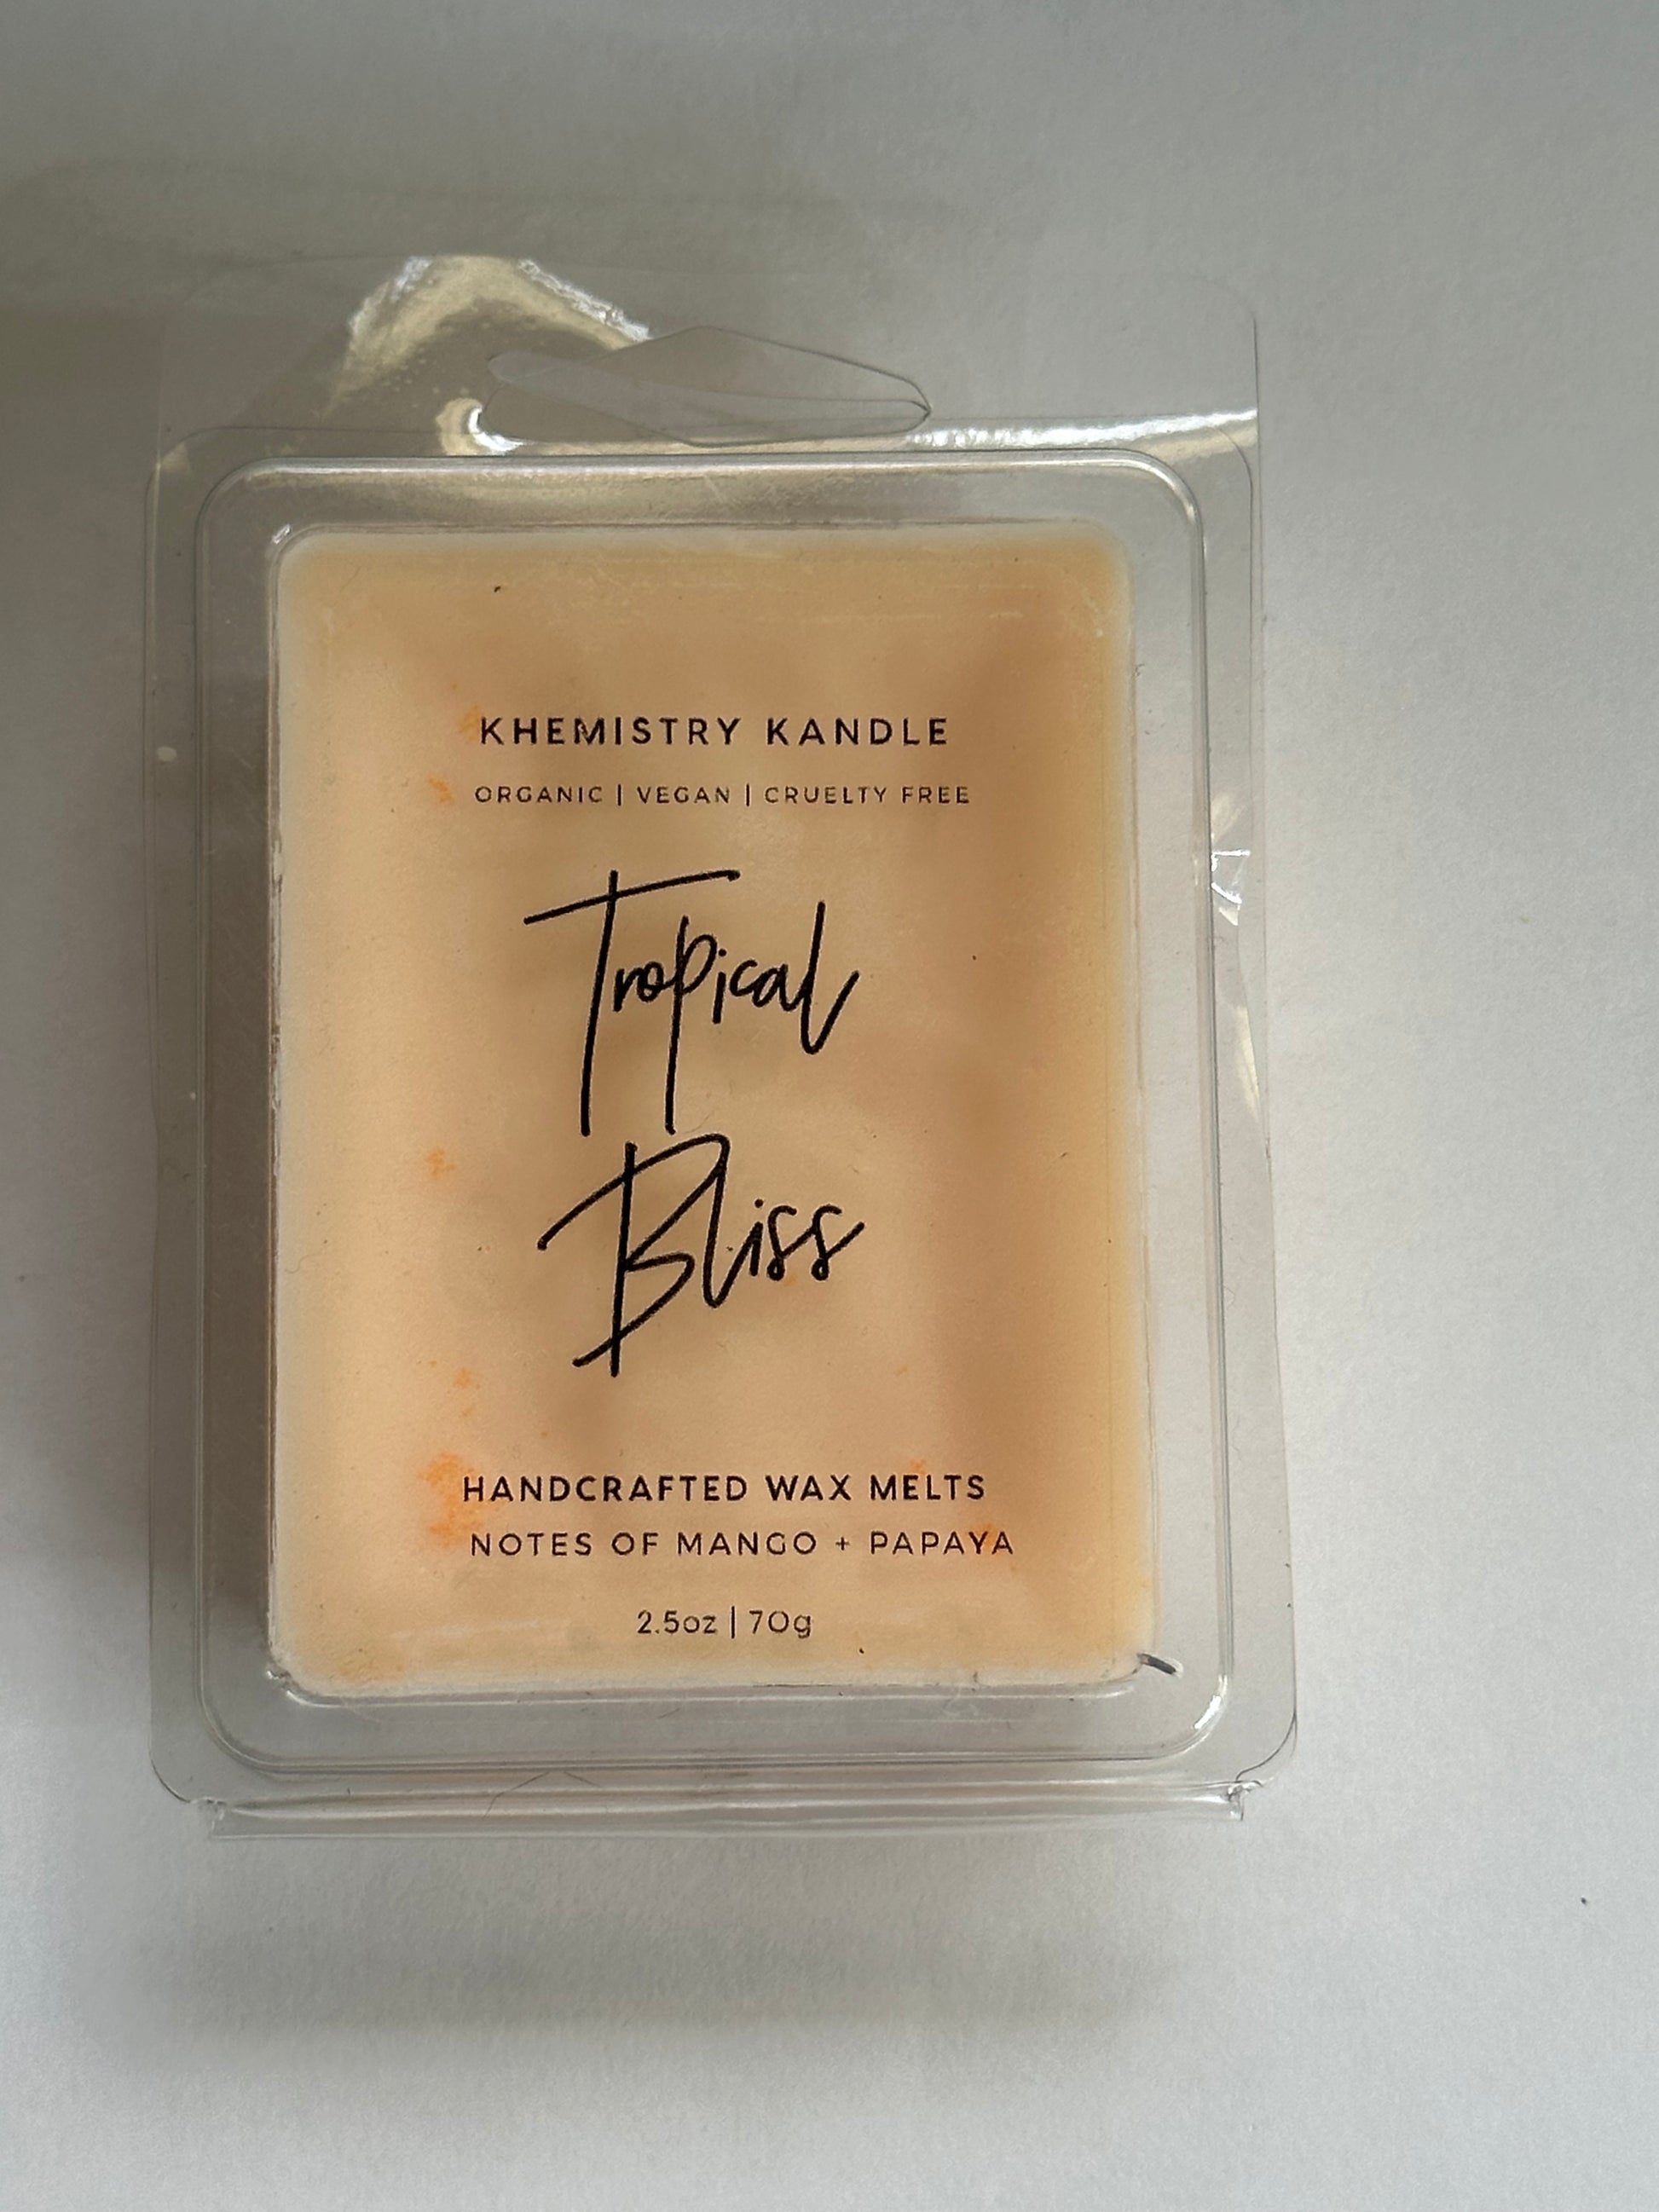 KHEMISTRY KANDLE
ORGANIC | VEGAN | CRUELTY FREE
Tropical
Bliss
HANDCRAFTED WAX MELTS
NOTES OF MANGO + PAPAYA
2.5oz | 70g